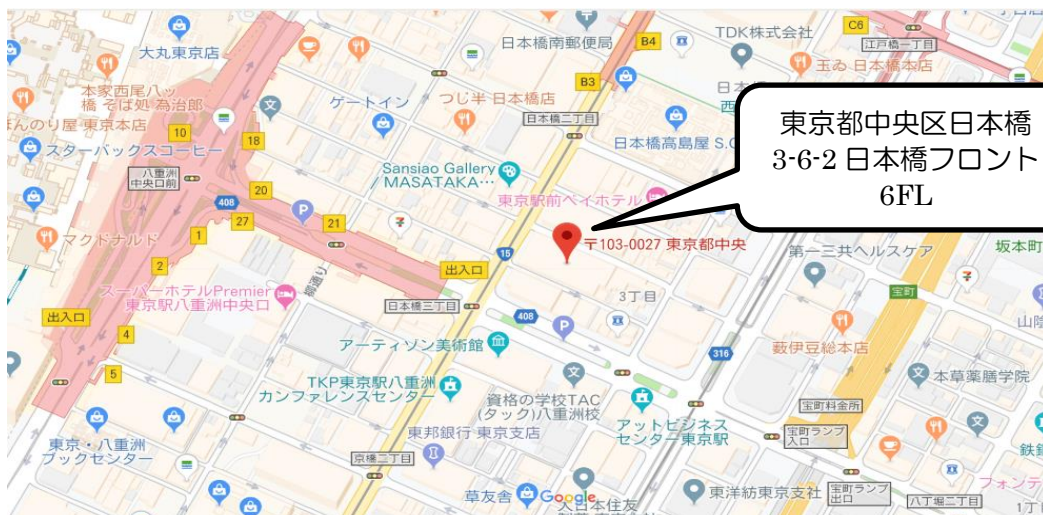 大丸東京店
日本橋南郵便局
B4
TDK株式会社
C6
江戸橋一丁目
本家西尾八ッ
橋 そば処 為治郎
ゲートイン
つじ半 日本橋店
B3
玉ゐ 日本橋本店
ほんのり屋 東京本店
10
18
日本橋二丁目
スターバックスコーヒー
日本橋高島屋 S.C
東京都中央区日本橋
3-6-2 日本橋フロント
6FL
八重洲
中央口前
Sansiao Gallery
/ MASATAKA…
20
408
東京駅前ベイホテル
27
21
P
マクドナルド
1
15
〒103-0027 東京都中央
第一三共ヘルスケア
坂本町
2
出入口
スーパーホテルPremier
東京駅八重洲中央口
日本橋三丁目
3丁目
宝町
出入口
408
P
4
アーティゾン美術館
316
薮伊豆総本店
5
TKP東京駅八重洲
カンファレンスセンター
資格の学校TAC
(タック)八重洲校
本草薬膳学院
東京・八重洲
ブックセンター
東邦銀行 東京支店
アットビジネス
センター東京駅
宝町料金所
宝町ランプ
入口
京橋二丁目
草友舎
Google
大日本住友
東洋紡東京支社
宝町ランプ
出口
八丁堀二丁目
フォンテ
1丁